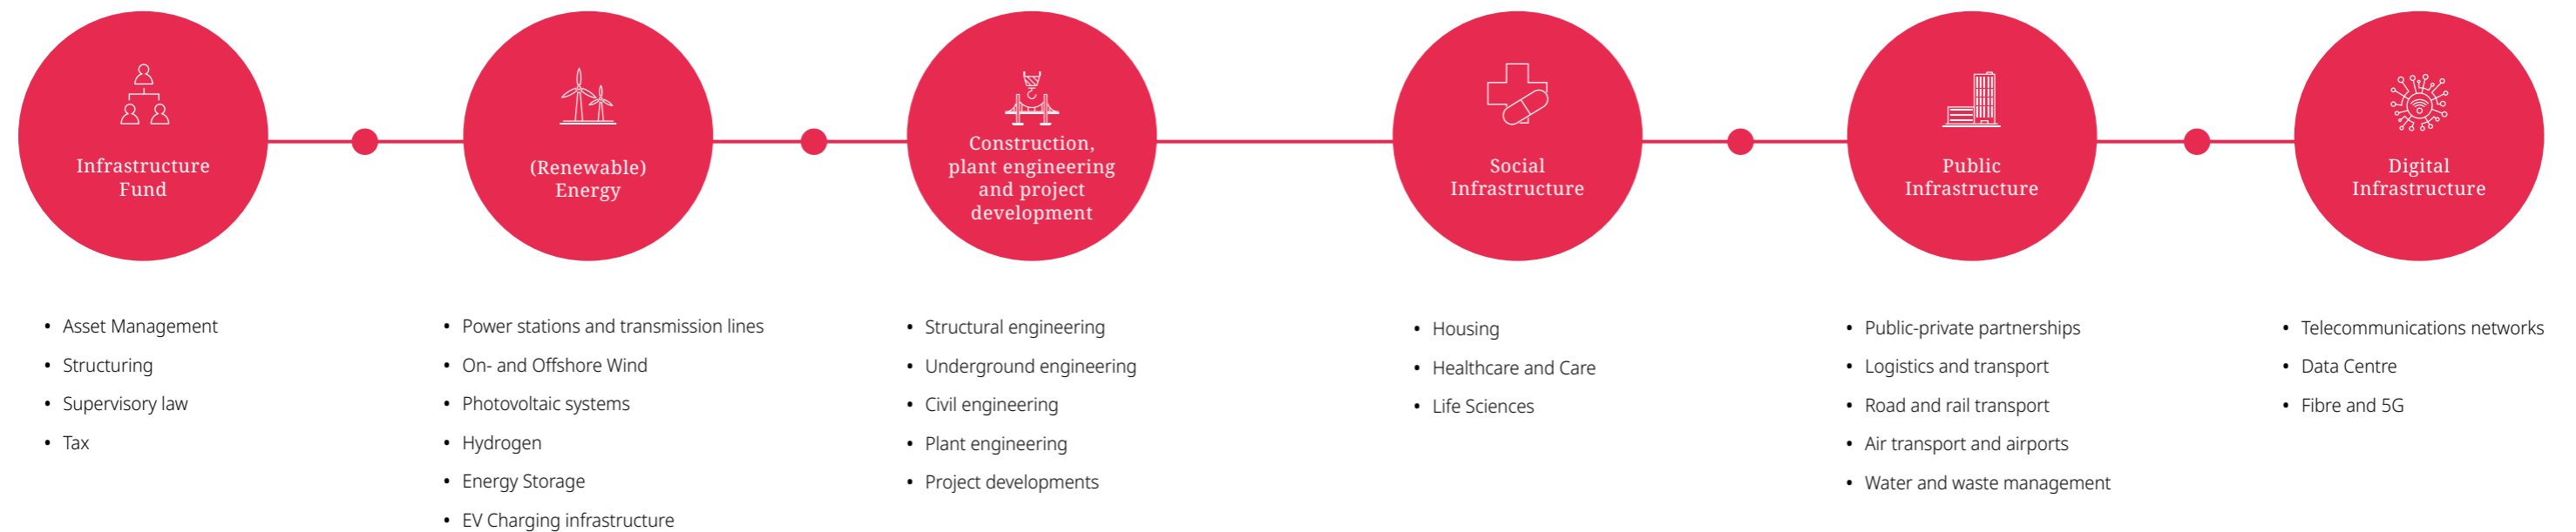 Infrastructure
Fund
• Asset Management
• Structuring
• Supervisory law
• Tax
(Renewable)
Energy
• Power stations and transmission lines
• On- and Offshore Wind
• Photovoltaic systems
• Hydrogen
• Energy Storage
• EV Charging infrastructure
Construction,
plant engineering
and project
development
• Structural engineering
• Underground engineering
• Civil engineering
• Plant engineering
• Project developments
Social
Infrastructure
• Housing
• Healthcare and Care
• Life Sciences
Public
Infrastructure
• Public-private partnerships
• Logistics and transport
• Road and rail transport
• Air transport and airports
• Water and waste management
Digital
Infrastructure
• Telecommunications networks
• Data Centre
• Fibre and 5G